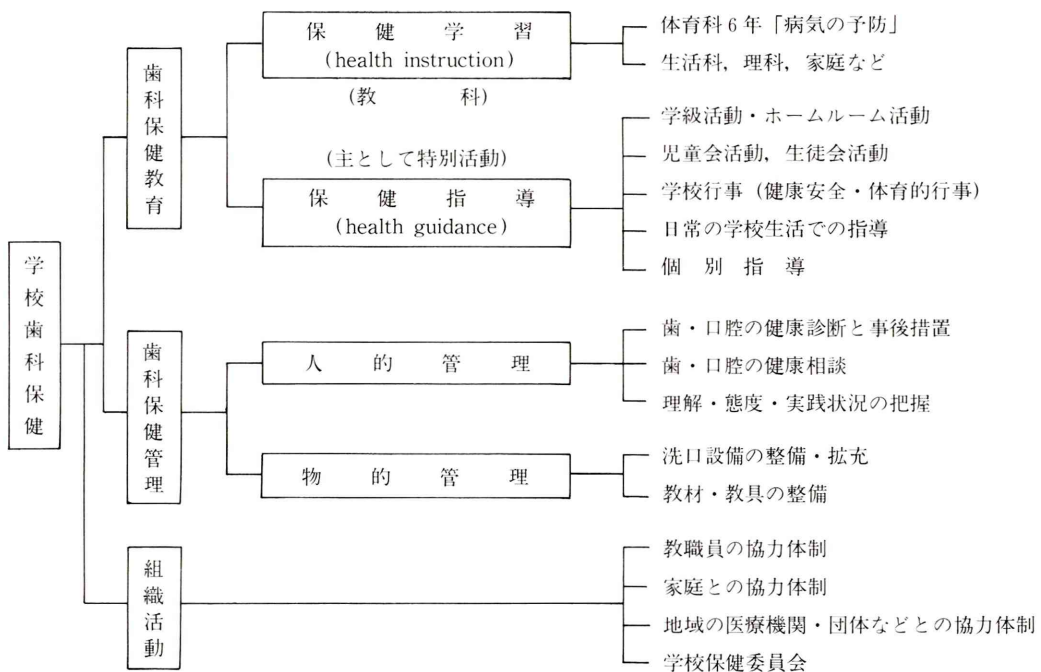 学校歯科保健
歯科保健教育
保健学習
(health instruction)
(教科)
体育科6年「病気の予防」
生活科，理科，家庭など
(主として特別活動)
保健指導
(health guidance)
学級活動・ホームルーム活動
児童会活動，生徒会活動
学校行事（健康安全・体育的行事）
日常の学校生活での指導
個別指導
歯科保健管理
人的管理
歯・口腔の健康診断と事後措置
歯・口腔の健康相談
理解・態度・実践状況の把握
物的管理
洗口設備の整備・拡充
教材・教具の整備
組織活動
教職員の協力体制
家庭との協力体制
地域の医療機関・団体などとの協力体制
学校保健委員会